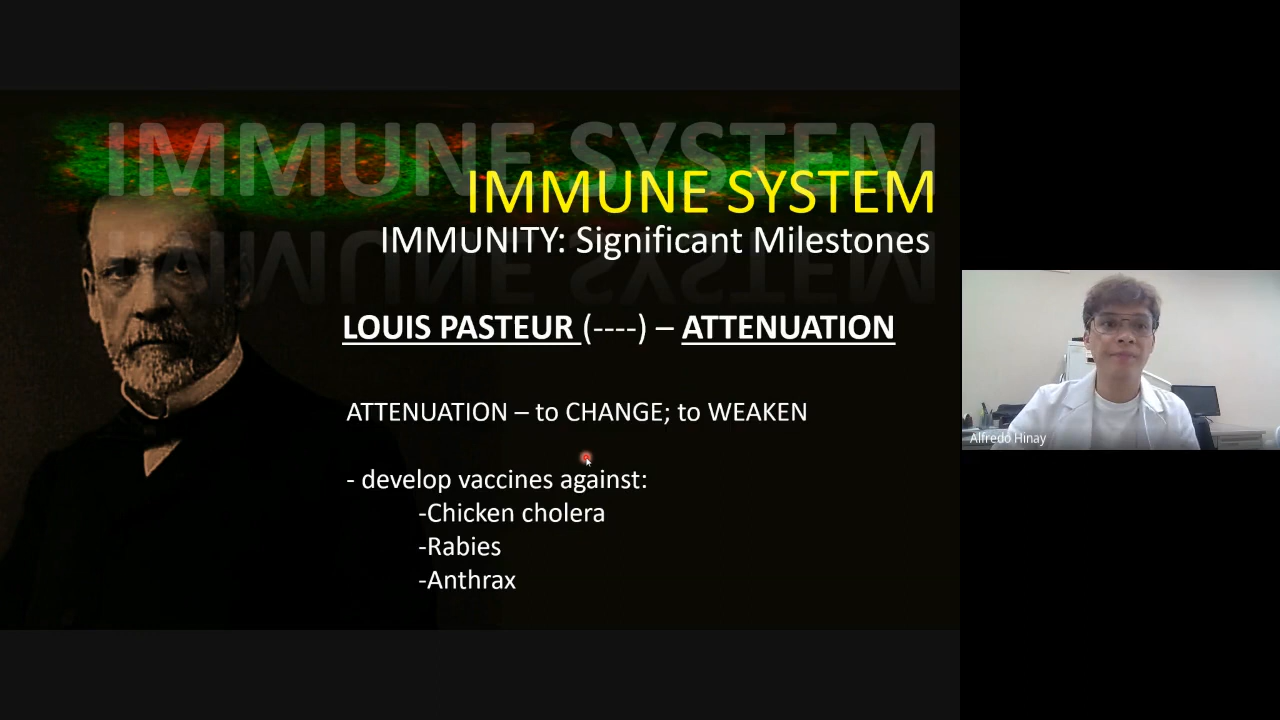 IMMUNE SYSTEM
IMMUNE SYSTEM
IMMUNITY: Significant Milestones
LOUIS PASTEUR (----) – ATTENUATION
ATTENUATION – to CHANGE; to WEAKEN
- develop vaccines against:
-Chicken cholera
-Rabies
-Anthrax
Alfredo Hinay